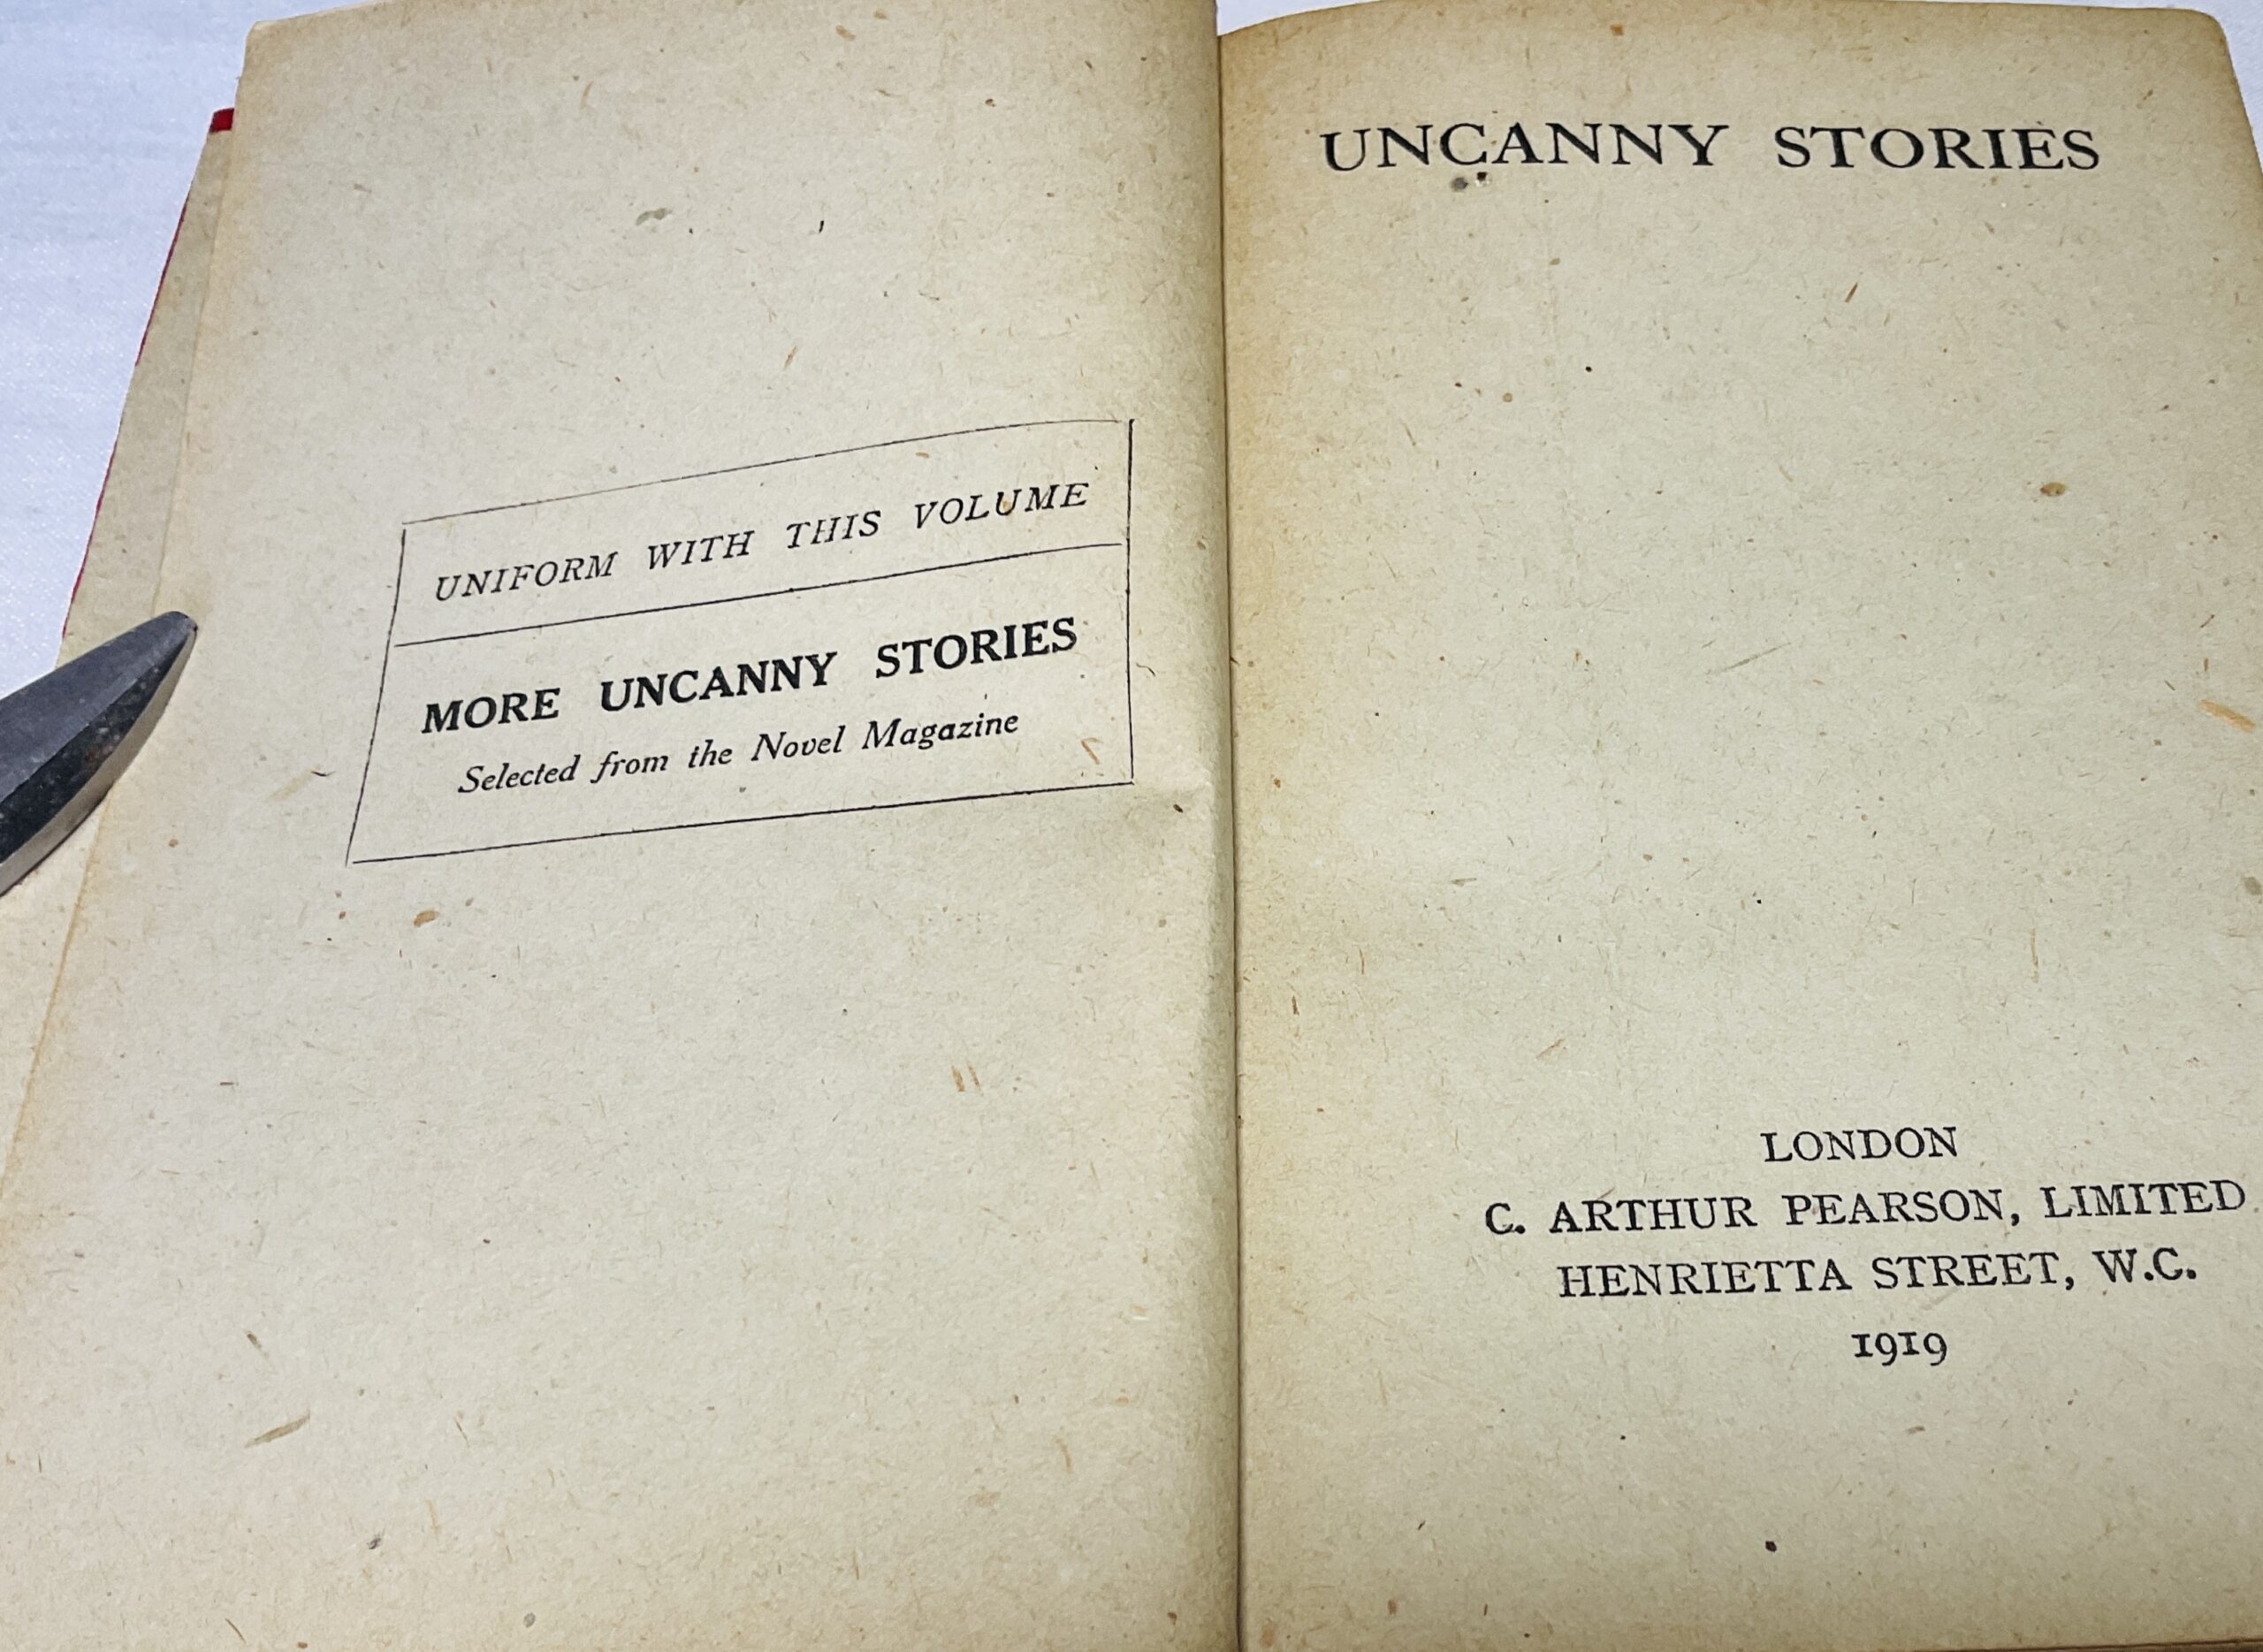 UNIFORM WITH THIS VOLUME
MORE UNCANNY STORIES
Selected from the Novel Magazine
UNCANNY STORIES
LONDON
C. ARTHUR PEARSON, LIMITED
HENRIETTA STREET, W.C.
1919